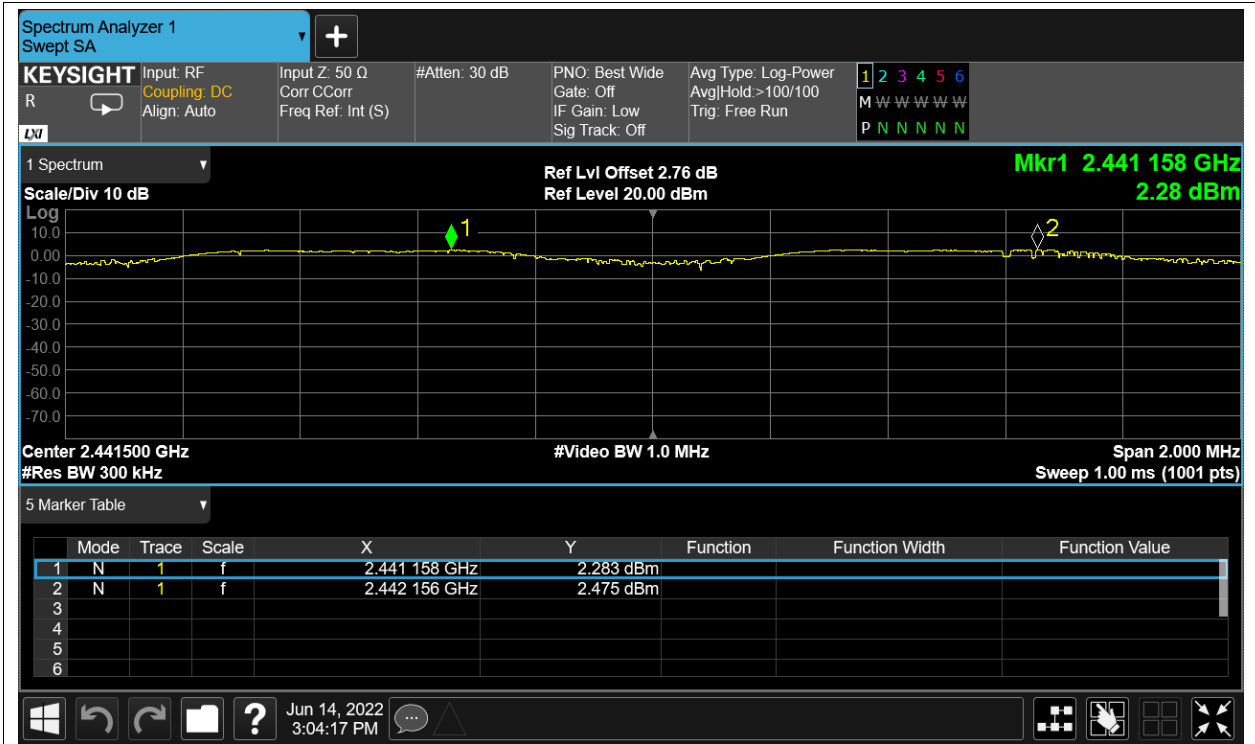 Spectrum Analyzer 1
Swept SA
KEYSIGHT
R
LXI
Input: RF
Coupling: DC
Align: Auto
Input Z: 50 Ω
Corr CCorr
Freq Ref: Int (S)
#Atten: 30 dB
PNO: Best Wide
Gate: Off
IF Gain: Low
Sig Track: Off
Avg Type: Log-Power
Avg|Hold:>100/100
Trig: Free Run
1 2 3 4 5 6
M W W W W W
P N N N N N
1 Spectrum
Scale/Div 10 dB
Ref Lvl Offset 2.76 dB
Ref Level 20.00 dBm
Mkr1 2.441 158 GHz
2.28 dBm
Log
10.0
0.00
-10.0
-20.0
-30.0
-40.0
-50.0
-60.0
-70.0
1
2
Center 2.441500 GHz
#Res BW 300 kHz
#Video BW 1.0 MHz
Span 2.000 MHz
Sweep 1.00 ms (1001 pts)
5 Marker Table
Mode Trace Scale X Y Function Function Width Function Value
1 N 1 f 2.441 158 GHz 2.283 dBm
2 N 1 f 2.442 156 GHz 2.475 dBm
3
4
5
6
?
Jun 14, 2022
3:04:17 PM